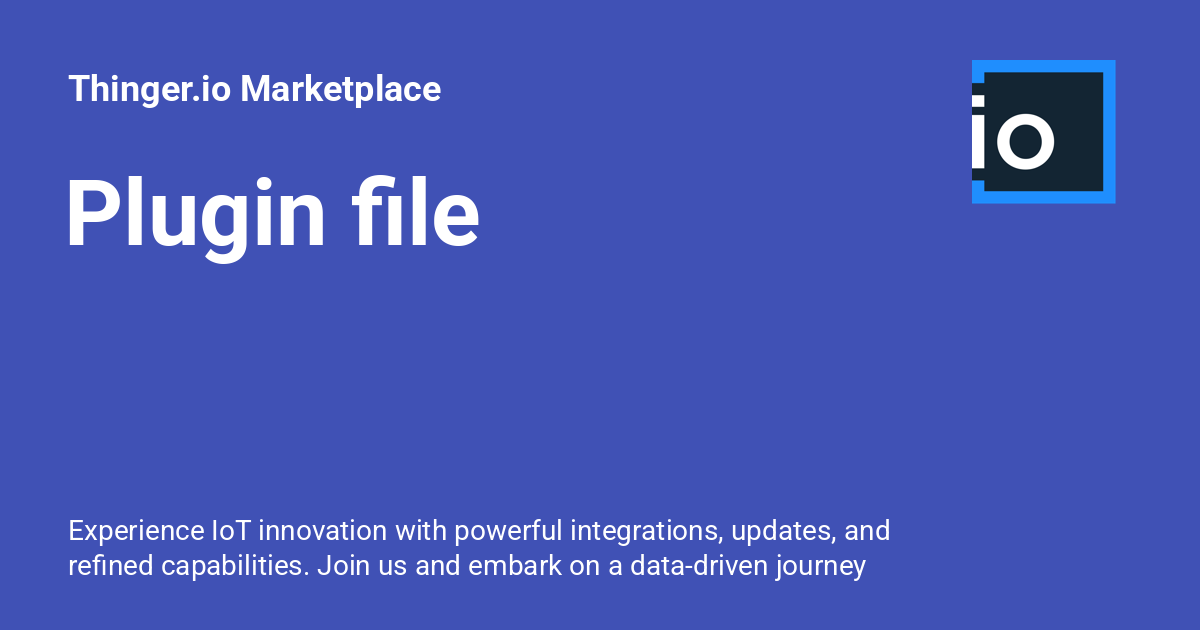 Thinger.io Marketplace
io
Plugin file
Experience IoT innovation with powerful integrations, updates, and
refined capabilities. Join us and embark on a data-driven journey